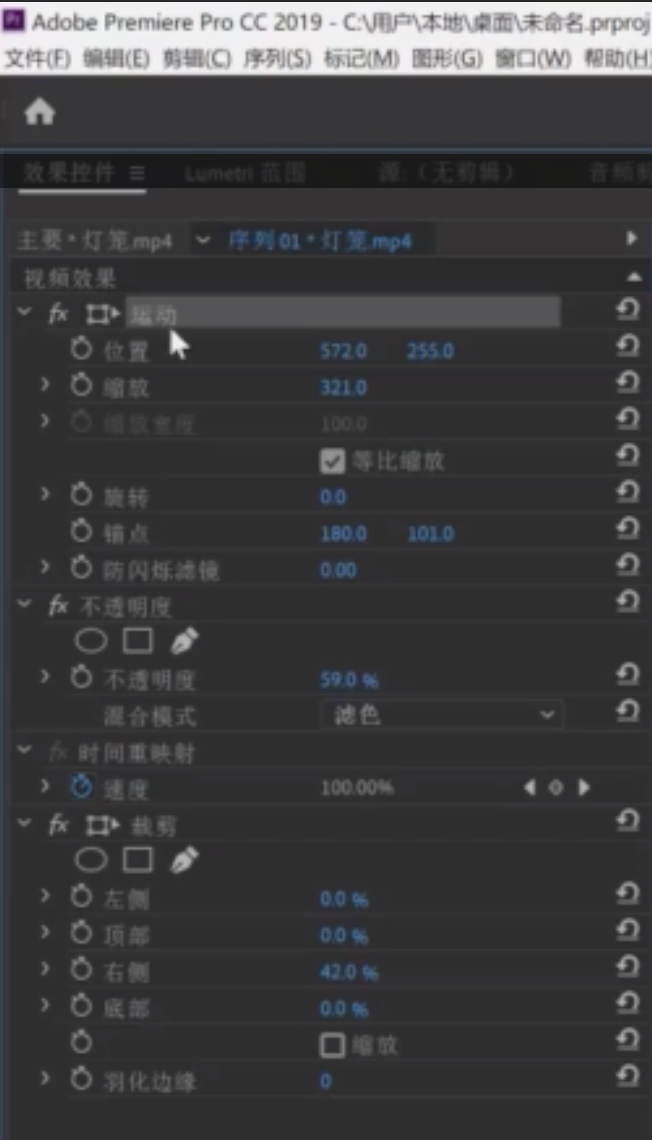 Adobe Premiere Pro CC 2019 - C:\用户\本地\桌面\未命名.prproj
文件(F) 编辑(E) 剪辑(C) 序列(S) 标记(M) 图形(G) 窗口(W) 帮助(H)
效果控件 Lumetri 范围 源:（无剪辑） 音频剪
主要 * 灯笼.mp4 序列 01 * 灯笼.mp4
视频效果
fx 运动
位置 572.0 255.0
缩放 321.0
缩放宽度 100.0
等比缩放
旋转 0.0
锚点 180.0 101.0
防闪烁滤镜 0.00
fx 不透明度
不透明度 59.0 %
混合模式 滤色
fx 时间重映射
速度 100.00%
fx 裁剪
左侧 0.0 %
顶部 0.0 %
右侧 42.0 %
底部 0.0 %
缩放
羽化边缘 0